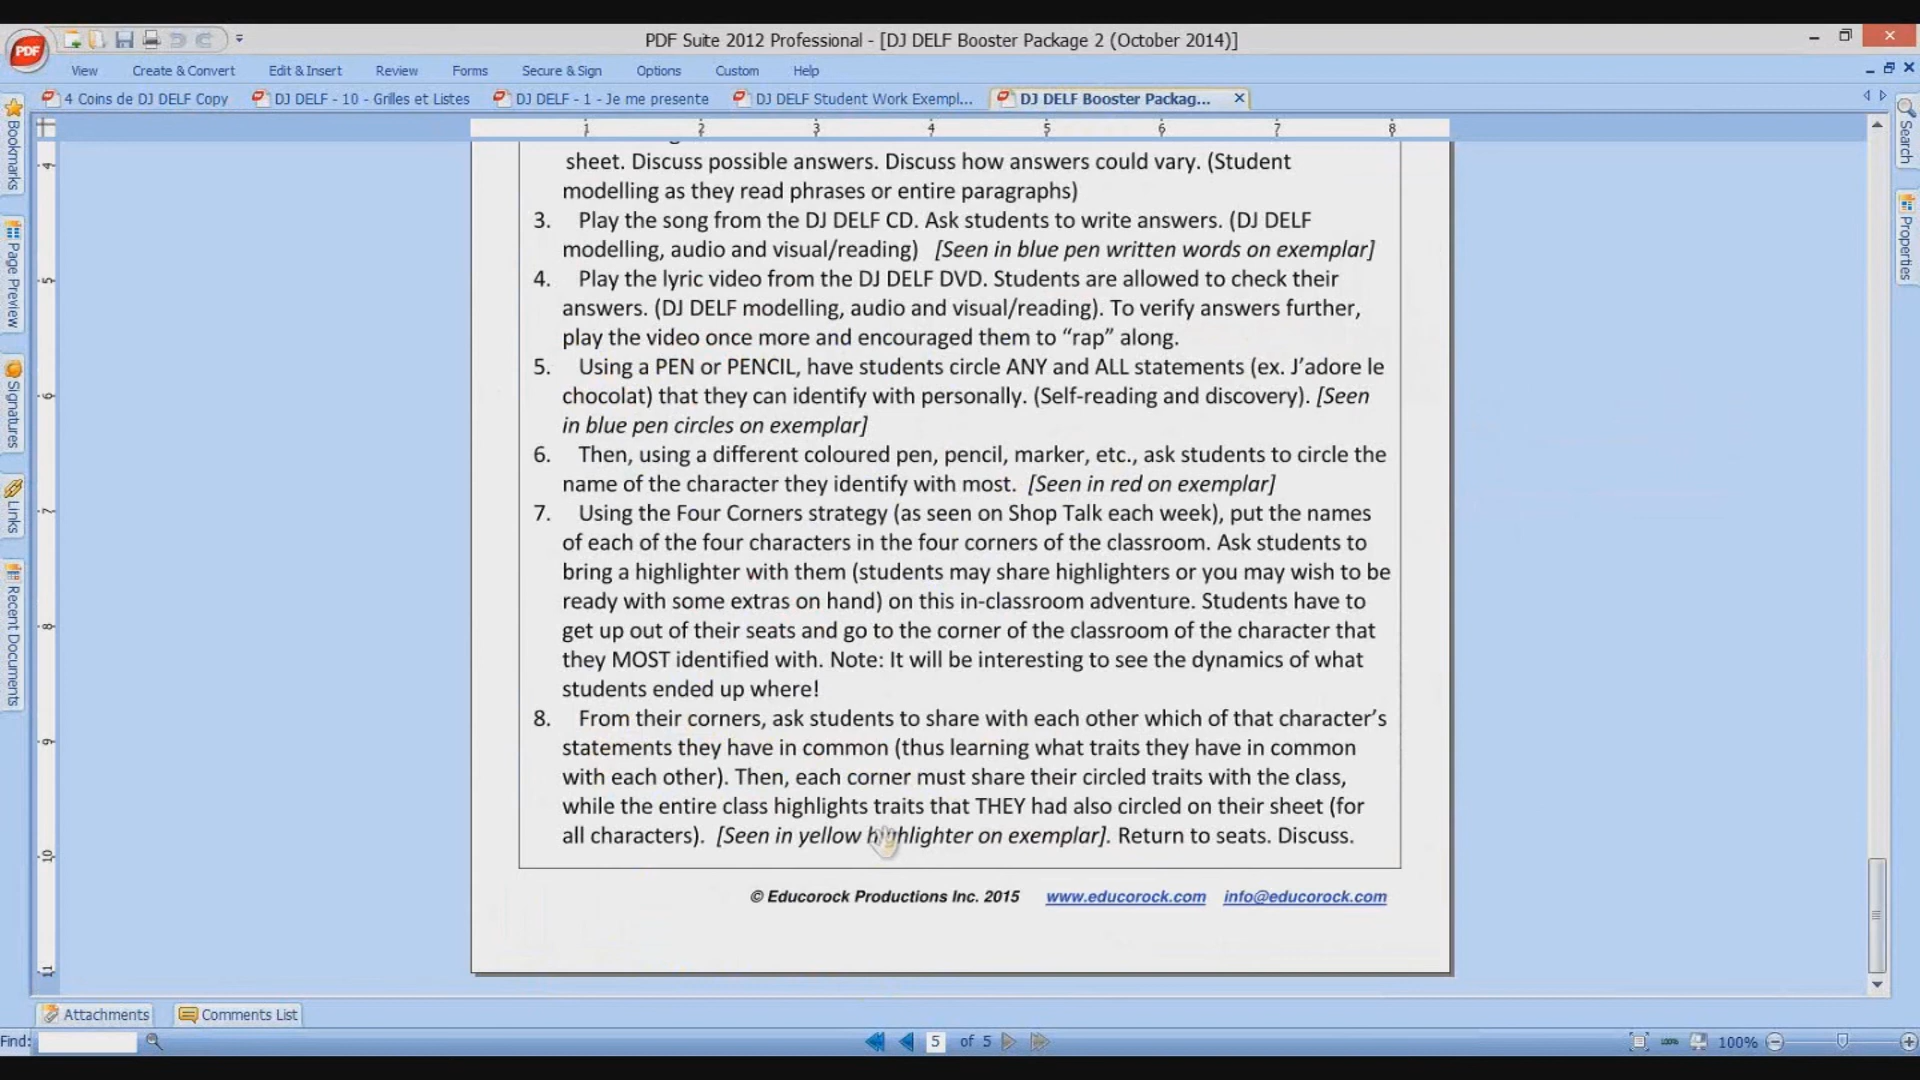 PDF Suite 2012 Professional - [DJ DELF Booster Package 2 (October 2014)]
PDF
View Create & Convert Edit & Insert Review Forms Secure & Sign Options Custom Help
4 Coins de DJ DELF Copy DJ DELF - 10 - Grilles et Listes DJ DELF - 1 - Je me presente DJ DELF Student Work Exempl... DJ DELF Booster Packag...
1 2 3 4 5 6 7 8
Bookmarks
Page Preview
Signatures
Links
Recent Documents
Search
Properties
4
5
6
7
8
9
10
11
sheet. Discuss possible answers. Discuss how answers could vary. (Student
modelling as they read phrases or entire paragraphs)
3. Play the song from the DJ DELF CD. Ask students to write answers. (DJ DELF
modelling, audio and visual/reading) [Seen in blue pen written words on exemplar]
4. Play the lyric video from the DJ DELF DVD. Students are allowed to check their
answers. (DJ DELF modelling, audio and visual/reading). To verify answers further,
play the video once more and encouraged them to “rap” along.
5. Using a PEN or PENCIL, have students circle ANY and ALL statements (ex. J’adore le
chocolat) that they can identify with personally. (Self-reading and discovery). [Seen
in blue pen circles on exemplar]
6. Then, using a different coloured pen, pencil, marker, etc., ask students to circle the
name of the character they identify with most. [Seen in red on exemplar]
7. Using the Four Corners strategy (as seen on Shop Talk each week), put the names
of each of the four characters in the four corners of the classroom. Ask students to
bring a highlighter with them (students may share highlighters or you may wish to be
ready with some extras on hand) on this in-classroom adventure. Students have to
get up out of their seats and go to the corner of the classroom of the character that
they MOST identified with. Note: It will be interesting to see the dynamics of what
students ended up where!
8. From their corners, ask students to share with each other which of that character’s
statements they have in common (thus learning what traits they have in common
with each other). Then, each corner must share their circled traits with the class,
while the entire class highlights traits that THEY had also circled on their sheet (for
all characters). [Seen in yellow highlighter on exemplar]. Return to seats. Discuss.
© Educorock Productions Inc. 2015 www.educorock.com info@educorock.com
Attachments Comments List
Find: 5 of 5 100% 100%